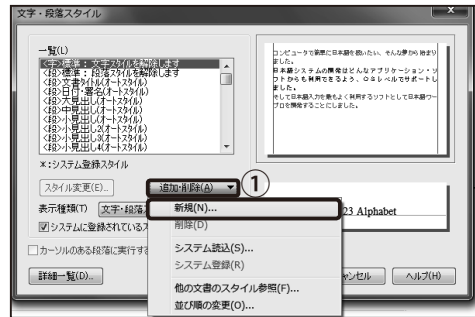 文字・段落スタイル
一覧(L)
<字>標準：文字スタイルを解除します
<段>標準：段落スタイルを解除します
<段>文書タイトル(オートスタイル)
<段>日付・署名(オートスタイル)
<段>大見出し(オートスタイル)
<段>中見出し(オートスタイル)
<段>小見出し(オートスタイル)
<段>小見出し2(オートスタイル)
<段>小見出し3(オートスタイル)
<段>小見出し4(オートスタイル)
コンピュータで簡単に日本語を扱いたい、そんな夢から始まりました。
日本語システムの開発はどんなアプリケーション・ソフトからも利用できるよう、OSレベルでサポートしました。
そして日本語入力を最もよく利用するソフトとして日本語ワープロを開発することにしました。
*:システム登録スタイル
スタイル変更(E)...
追加・削除(A)
①
表示種類(T)
文字・段落
新規(N)...
削除(D)
23 Alphabet
システムに登録されているス
システム読込(S)...
カーソルのある段落に実行す
システム登録(R)
詳細一覧(D)...
ャンセル
ヘルプ(H)
他の文書のスタイル参照(F)...
並び順の変更(O)...